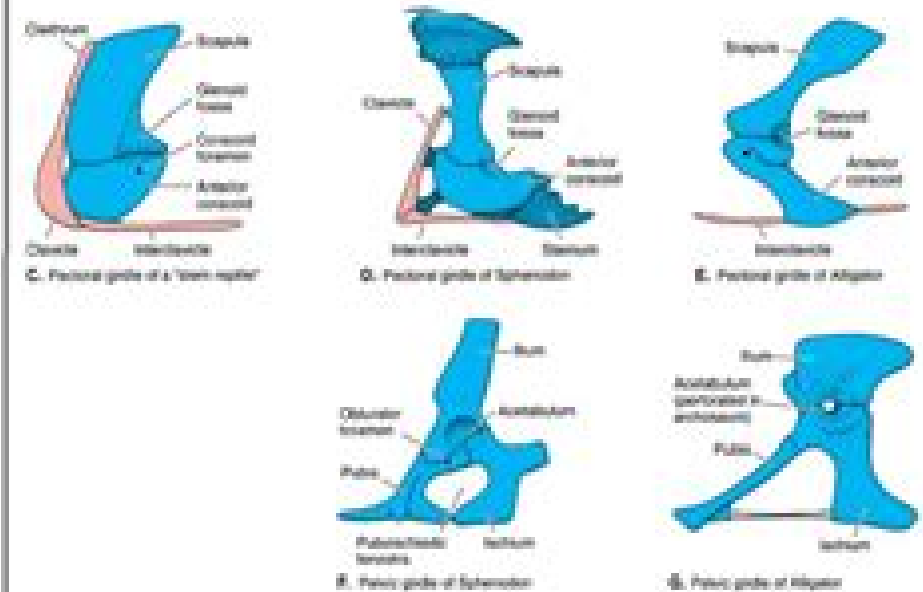 Cleithrum
Scapula
Glenoid
fossa
Coracoid
foramen
Anterior
coracoid
Clavicle
Interclavicle
C. Pectoral girdle of a "stem reptile"
Scapula
Clavicle
Glenoid
fossa
Anterior
coracoid
Interclavicle
Sternum
D. Pectoral girdle of Sphenodon
Scapula
Glenoid
fossa
Anterior
coracoid
Interclavicle
E. Pectoral girdle of Alligator
Ilium
Obturator
foramen
Acetabulum
Pubis
Puboischiadic
fenestra
Ischium
F. Pelvic girdle of Sphenodon
Ilium
Acetabulum
(perforated in
archosaurs)
Pubis
Ischium
G. Pelvic girdle of Alligator